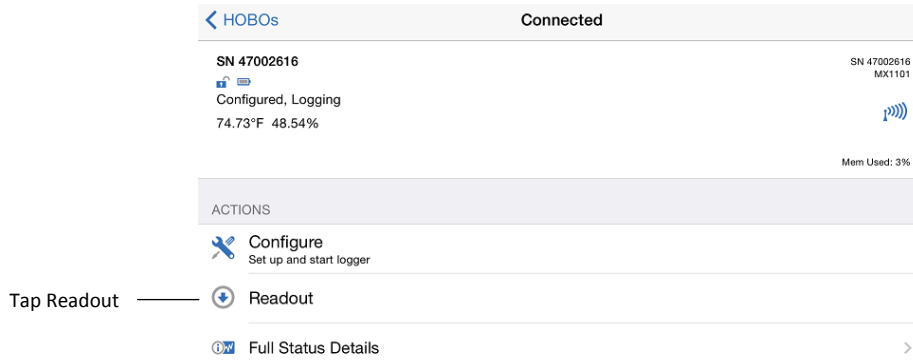 HOBOs
Connected
SN 47002616
SN 47002616
MX1101
Configured, Logging
74.73°F 48.54%
Mem Used: 3%
ACTIONS
Configure
Set up and start logger
Tap Readout
Readout
Full Status Details